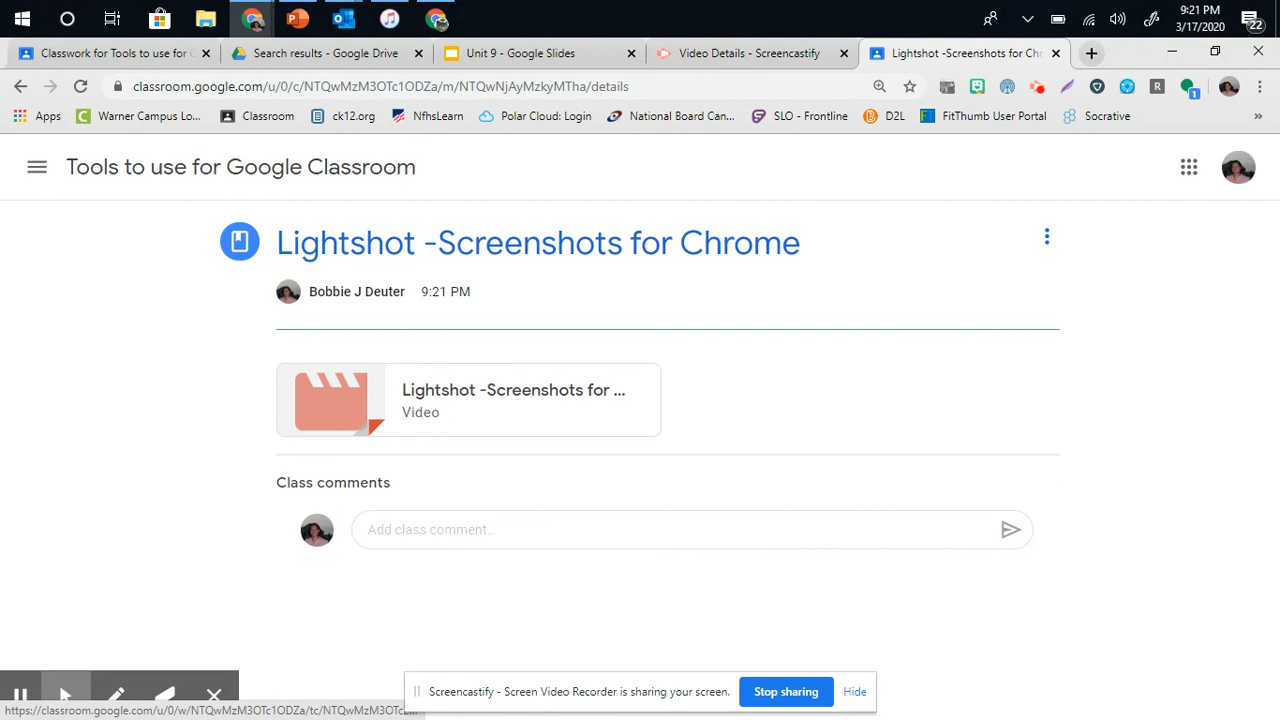 9:21 PM
3/17/2020
22
Classwork for Tools to use for
Search results - Google Drive
Unit 9 - Google Slides
Video Details - Screencastify
Lightshot -Screenshots for Chr
classroom.google.com/u/0/c/NTQwMzM3OTc1ODZa/m/NTQwNjAyMzkyMTha/details
R
1
Apps
Warner Campus Lo...
Classroom
ck12.org
NfhsLearn
Polar Cloud: Login
National Board Can...
SLO - Frontline
D2L
FitThumb User Portal
Socrative
»
Tools to use for Google Classroom
Lightshot -Screenshots for Chrome
Bobbie J Deuter 9:21 PM
Lightshot -Screenshots for ...
Video
Class comments
Add class comment...
Screencastify - Screen Video Recorder is sharing your screen.
Stop sharing
Hide
https://classroom.google.com/u/0/w/NTQwMzM3OTc1ODZa/tc/NTQwMzM3OTc...